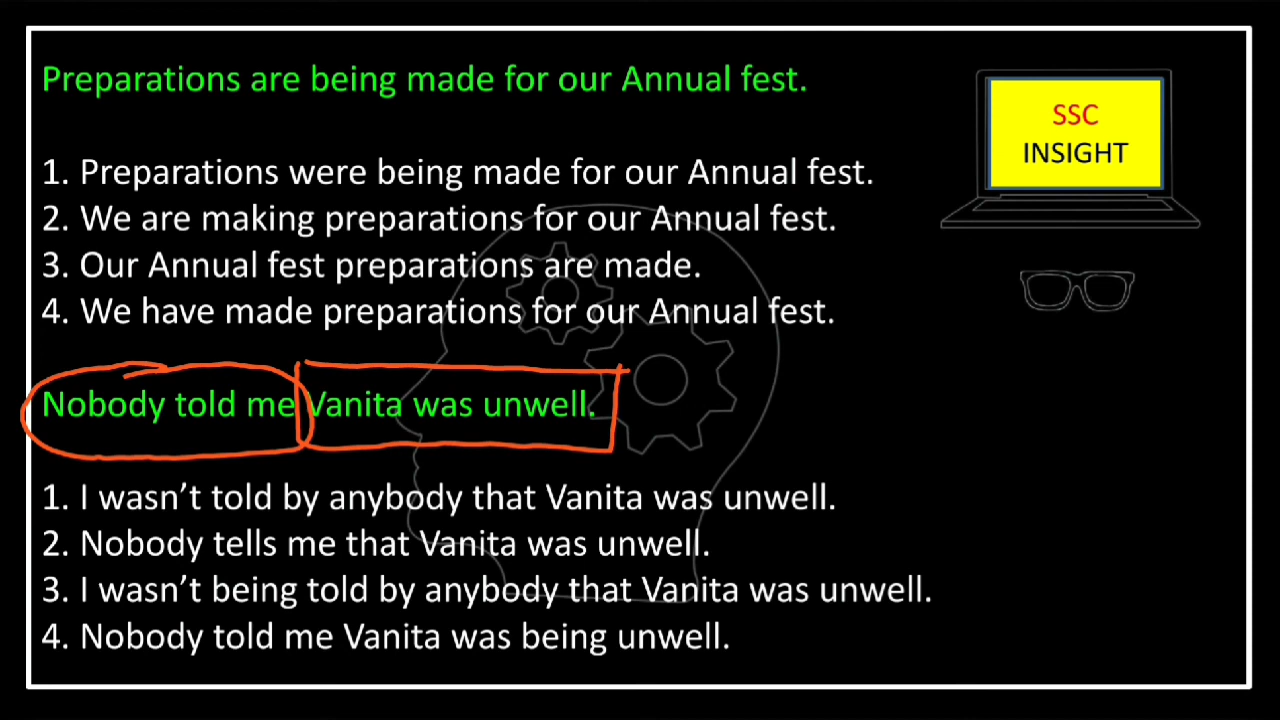 Preparations are being made for our Annual fest.
SSC
INSIGHT
1. Preparations were being made for our Annual fest.
2. We are making preparations for our Annual fest.
3. Our Annual fest preparations are made.
4. We have made preparations for our Annual fest.
Nobody told me Vanita was unwell.
1. I wasn’t told by anybody that Vanita was unwell.
2. Nobody tells me that Vanita was unwell.
3. I wasn’t being told by anybody that Vanita was unwell.
4. Nobody told me Vanita was being unwell.